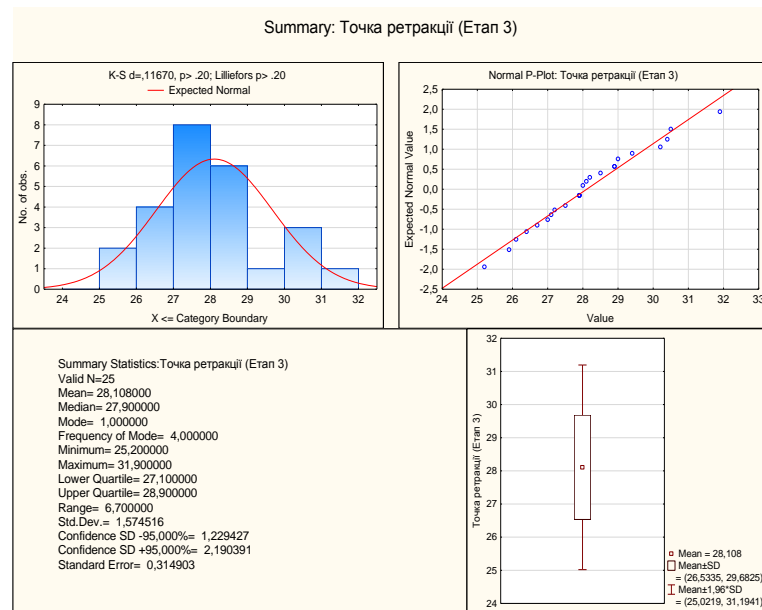 Summary: Точка ретракції (Етап 3)
K-S d=,11670, p> .20; Lilliefors p> .20
Expected Normal
9
8
7
6
5
4
3
2
1
0
No. of obs.
24 25 26 27 28 29 30 31 32
X <= Category Boundary
Normal P-Plot: Точка ретракції (Етап 3)
2,5
2,0
1,5
1,0
0,5
0,0
-0,5
-1,0
-1,5
-2,0
-2,5
Expected Normal Value
24 25 26 27 28 29 30 31 32 33
Value
Summary Statistics:Точка ретракції (Етап 3)
Valid N=25
Mean= 28,108000
Median= 27,900000
Mode= 1,000000
Frequency of Mode= 4,000000
Minimum= 25,200000
Maximum= 31,900000
Lower Quartile= 27,100000
Upper Quartile= 28,900000
Range= 6,700000
Std.Dev.= 1,574516
Confidence SD -95,000%= 1,229427
Confidence SD +95,000%= 2,190391
Standard Error= 0,314903
32
31
30
29
28
27
26
25
24
Точка ретракції (Етап 3)
Mean = 28,108
Mean±SD
= (26,5335, 29,6825)
Mean±1,96*SD
= (25,0219, 31,1941)